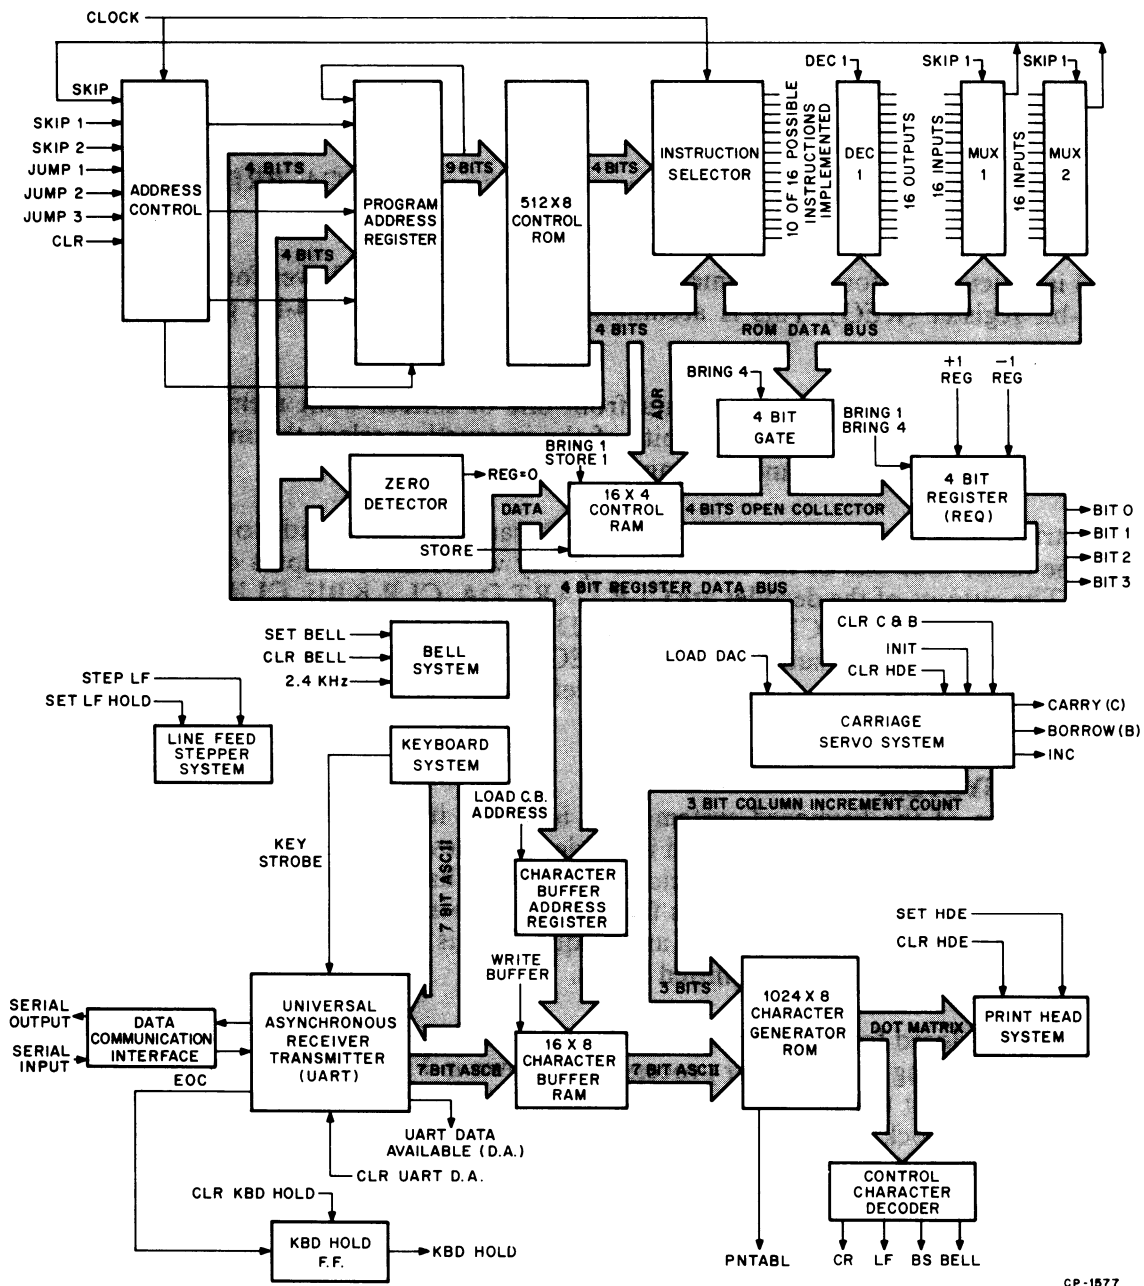 CLOCK
SKIP
SKIP 1
SKIP 2
JUMP 1
JUMP 2
JUMP 3
CLR
ADDRESS
CONTROL
4 BITS
4 BITS
PROGRAM
ADDRESS
REGISTER
9 BITS
512X8
CONTROL
ROM
4 BITS
INSTRUCTION
SELECTOR
10 OF 16 POSSIBLE
INSTRUCTIONS
IMPLEMENTED
DEC 1
DEC
1
16 OUTPUTS
SKIP 1
16 INPUTS
MUX
1
SKIP 1
16 INPUTS
MUX
2
4 BITS
ROM DATA BUS
ADR
BRING 4
4 BIT
GATE
+1
REG
-1
REG
BRING 1
BRING 4
4 BIT
REGISTER
(REQ)
BIT 0
BIT 1
BIT 2
BIT 3
ZERO
DETECTOR
REG=0
BRING 1
STORE 1
DATA
16 X 4
CONTROL
RAM
STORE
4 BITS OPEN COLLECTOR
4 BIT REGISTER DATA BUS
SET BELL
CLR BELL
2.4 KHz
BELL
SYSTEM
STEP LF
SET LF HOLD
LINE FEED
STEPPER
SYSTEM
CLR C & B
INIT
LOAD DAC
CLR HDE
CARRIAGE
SERVO SYSTEM
CARRY (C)
BORROW (B)
INC
KEYBOARD
SYSTEM
KEY
STROBE
7 BIT ASCII
LOAD C.B.
ADDRESS
CHARACTER
BUFFER
ADDRESS
REGISTER
3 BIT COLUMN INCREMENT COUNT
3 BITS
WRITE
BUFFER
SERIAL
OUTPUT
SERIAL
INPUT
DATA
COMMUNICATION
INTERFACE
UNIVERSAL
ASYNCHRONOUS
RECEIVER
TRANSMITTER
(UART)
7 BIT ASCII
16 X 8
CHARACTER
BUFFER
RAM
7 BIT ASCII
1024 X 8
CHARACTER
GENERATOR
ROM
DOT MATRIX
SET HDE
CLR HDE
PRINT HEAD
SYSTEM
EOC
UART DATA
AVAILABLE (D.A.)
CLR UART D.A.
CLR KBD HOLD
KBD HOLD
F.F.
KBD HOLD
CONTROL
CHARACTER
DECODER
PNTABL
CR
LF
BS
BELL
CP-1577